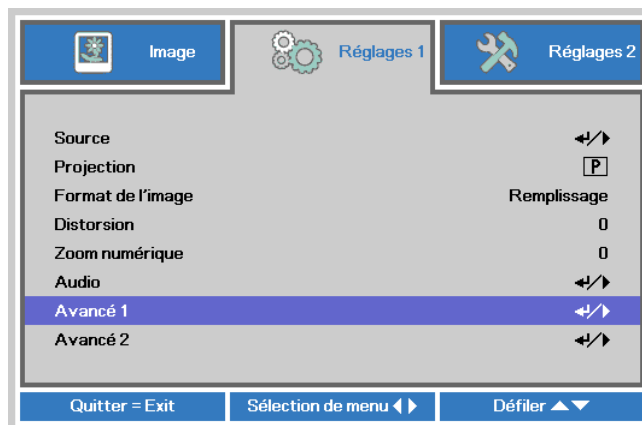 Image Réglages 1 Réglages 2
Source ↵/▶
Projection P
Format de l'image Remplissage
Distorsion 0
Zoom numérique 0
Audio ↵/▶
Avancé 1 ↵/▶
Avancé 2 ↵/▶
Quitter = Exit Sélection de menu ◀▶ Défiler ▲▼